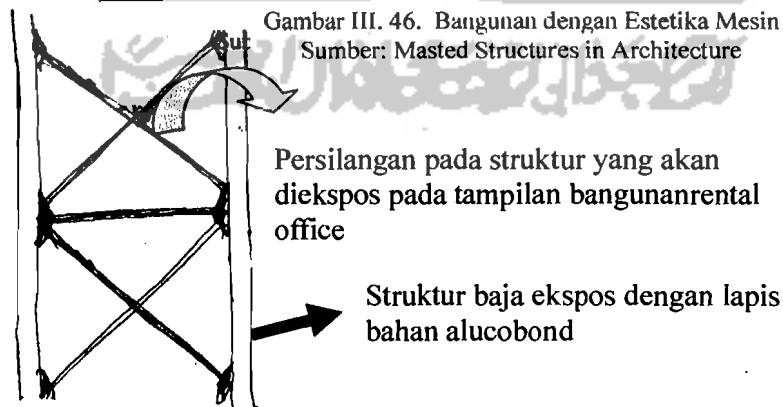 Gambar III. 46. Bangunan dengan Estetika Mesin
Sumber: Masted Structures in Architecture
Persilangan pada struktur yang akan
diekspos pada tampilan bangunanrental
office
Struktur baja ekspos dengan lapis
bahan alucobond